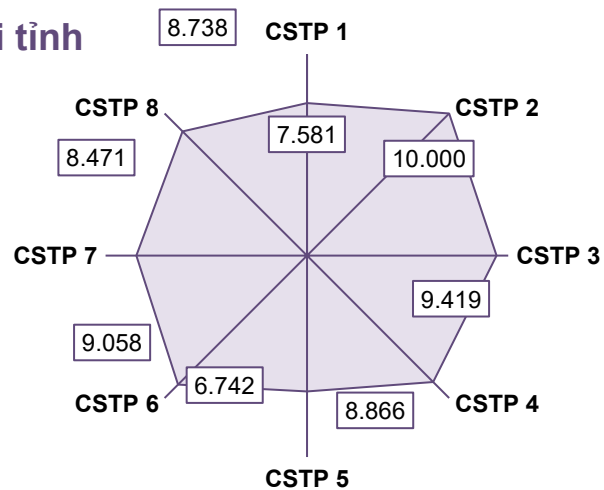 i tỉnh
8.738
CSTP 1
CSTP 8
CSTP 2
7.581
8.471
10.000
CSTP 7
CSTP 3
9.419
9.058
6.742
CSTP 6
8.866
CSTP 4
CSTP 5